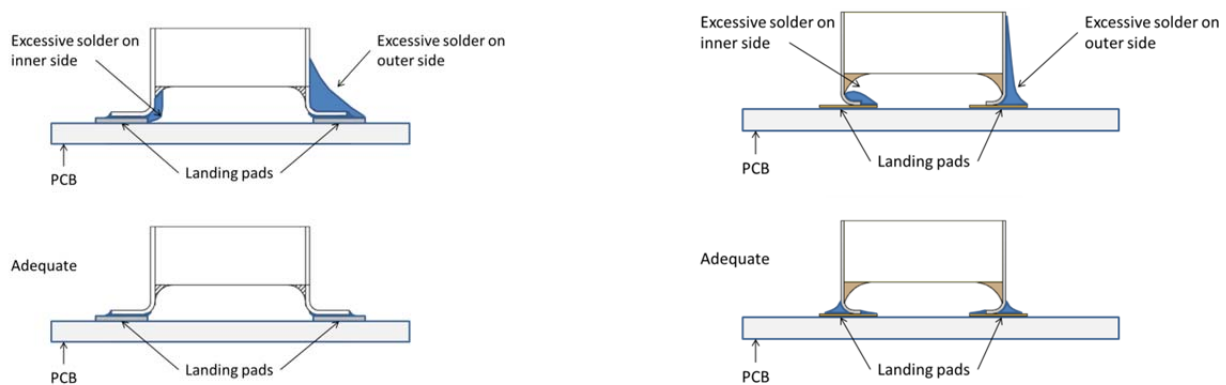 Excessive solder on
inner side
Excessive solder on
outer side
Landing pads
PCB
Excessive solder on
inner side
Excessive solder on
outer side
Landing pads
PCB
Adequate
Landing pads
PCB
Adequate
Landing pads
PCB